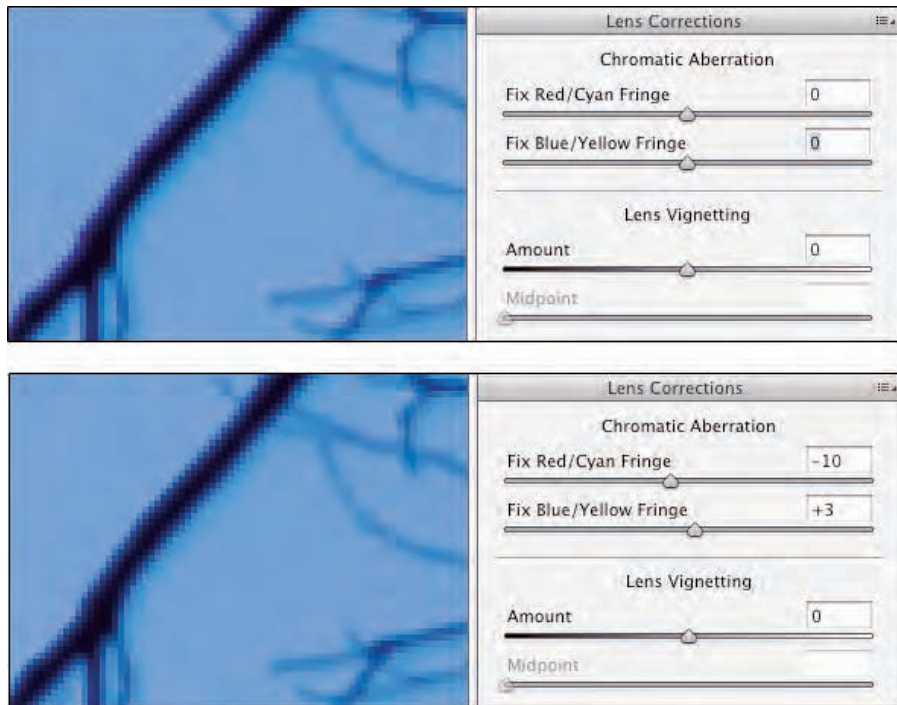 Lens Corrections
Chromatic Aberration
Fix Red/Cyan Fringe 0
Fix Blue/Yellow Fringe 0
Lens Vignetting
Amount 0
Midpoint
Lens Corrections
Chromatic Aberration
Fix Red/Cyan Fringe -10
Fix Blue/Yellow Fringe +3
Lens Vignetting
Amount 0
Midpoint